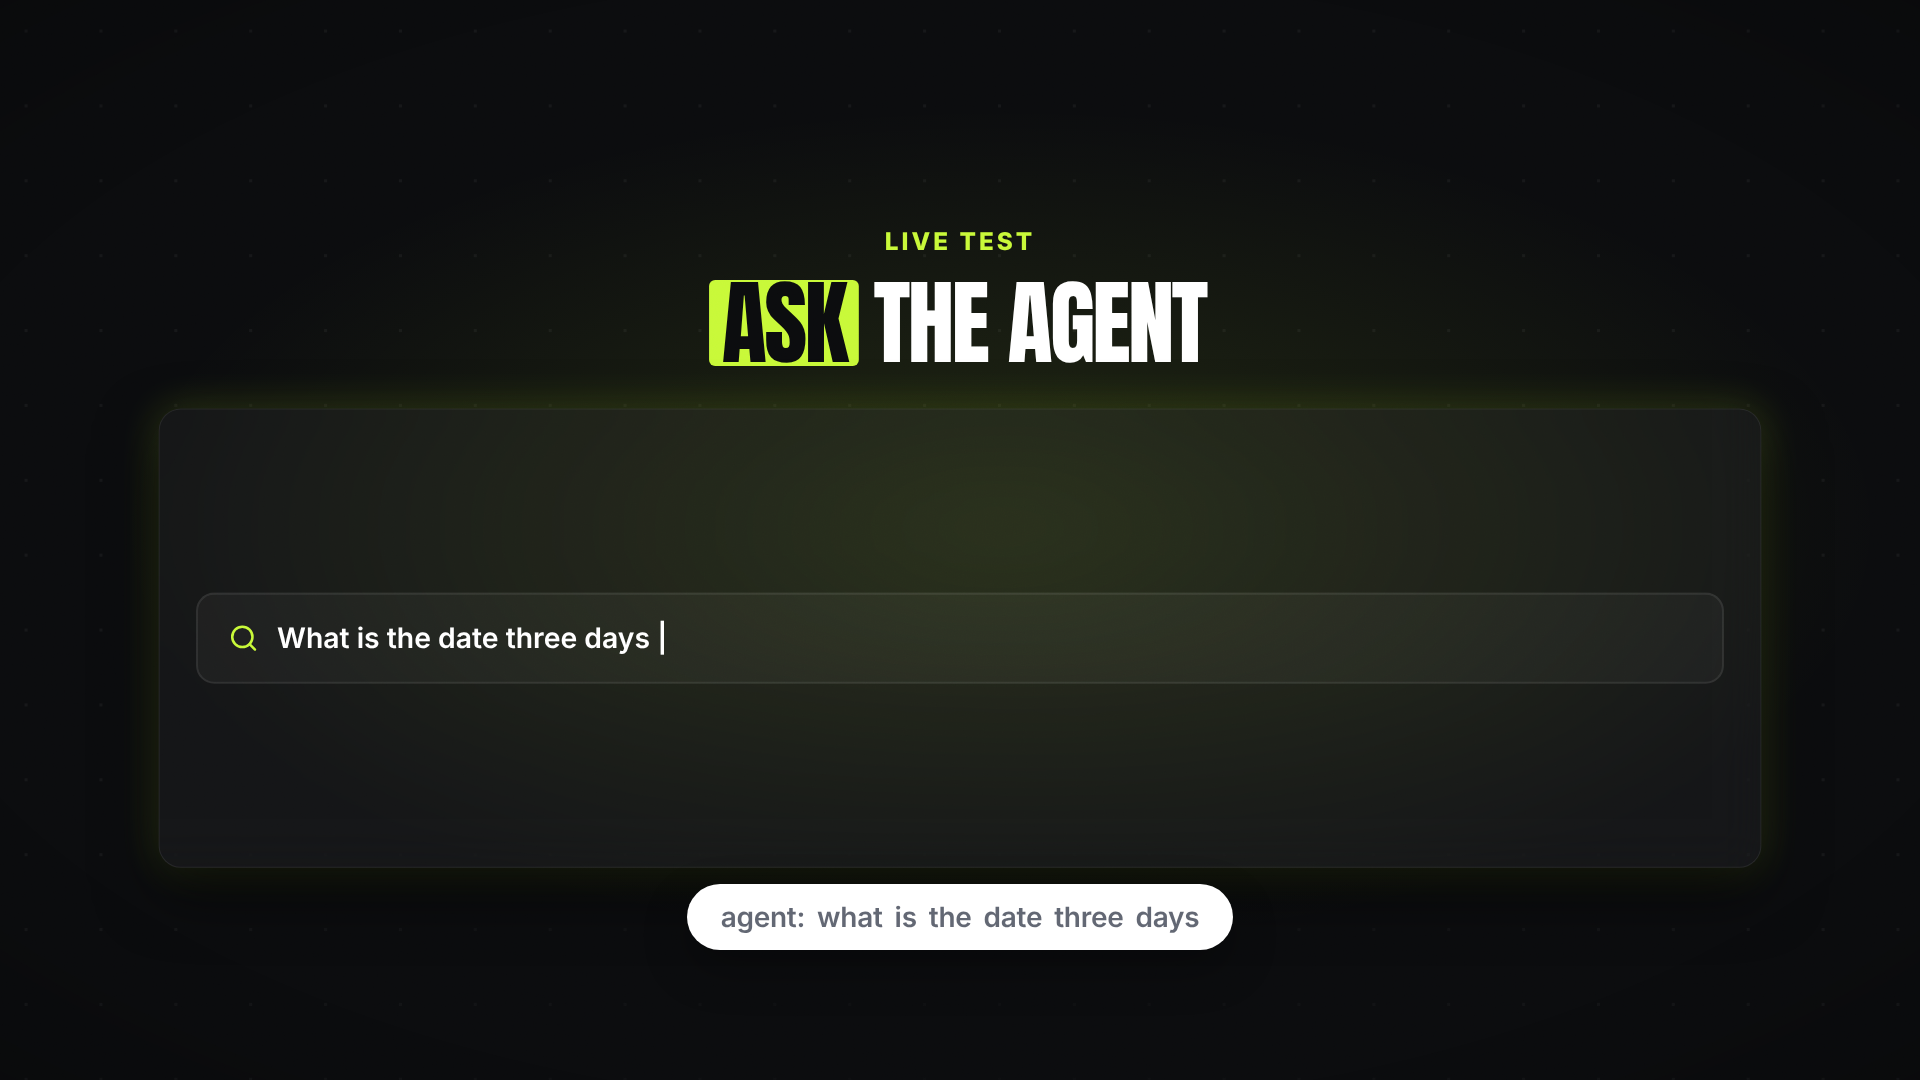 LIVE TEST
ASK THE AGENT
What is the date three days
agent: what is the date three days